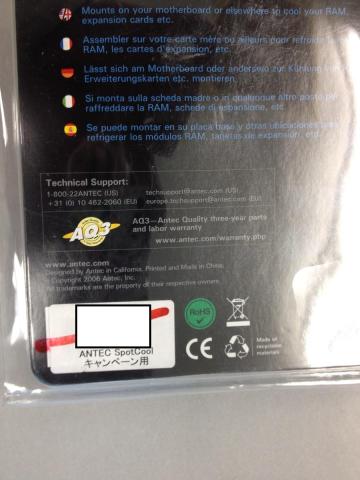 Mounts on your motherboard or elsewhere to cool your RAM,
expansion cards etc.
Assembler sur votre carte mère ou ailleurs pour refroidir la
RAM, les cartes d'expansion, etc.
Lässt sich am Motherboard oder anderswo zur Kühlung von
Erweiterungskarten etc. montieren
Si monta sulla scheda madre o in qualunque altro posto per
raffreddare la RAM, schede di espansione, etc.
Se puede montar en su placa base y otras ubicaciones para
refrigerar los módulos RAM, tarjetas de expansión, etc.
Technical Support:
1-800-22ANTEC (US) techsupport@antec.com (US)
+31 (0) 10 462-2060 (EU) europe.techsupport@antec.com (EU)
AQ3
AQ3—Antec Quality three-year parts
and labor warranty
www.antec.com/warranty.php
www.antec.com
Designed by Antec in California. Printed and Made in China.
© Copyright 2006 Antec, Inc.
All trademarks are the property of their respective owners.
RoHS
CE
Made of
recyclable
materials
ANTEC SpotCool
キャンペーン用